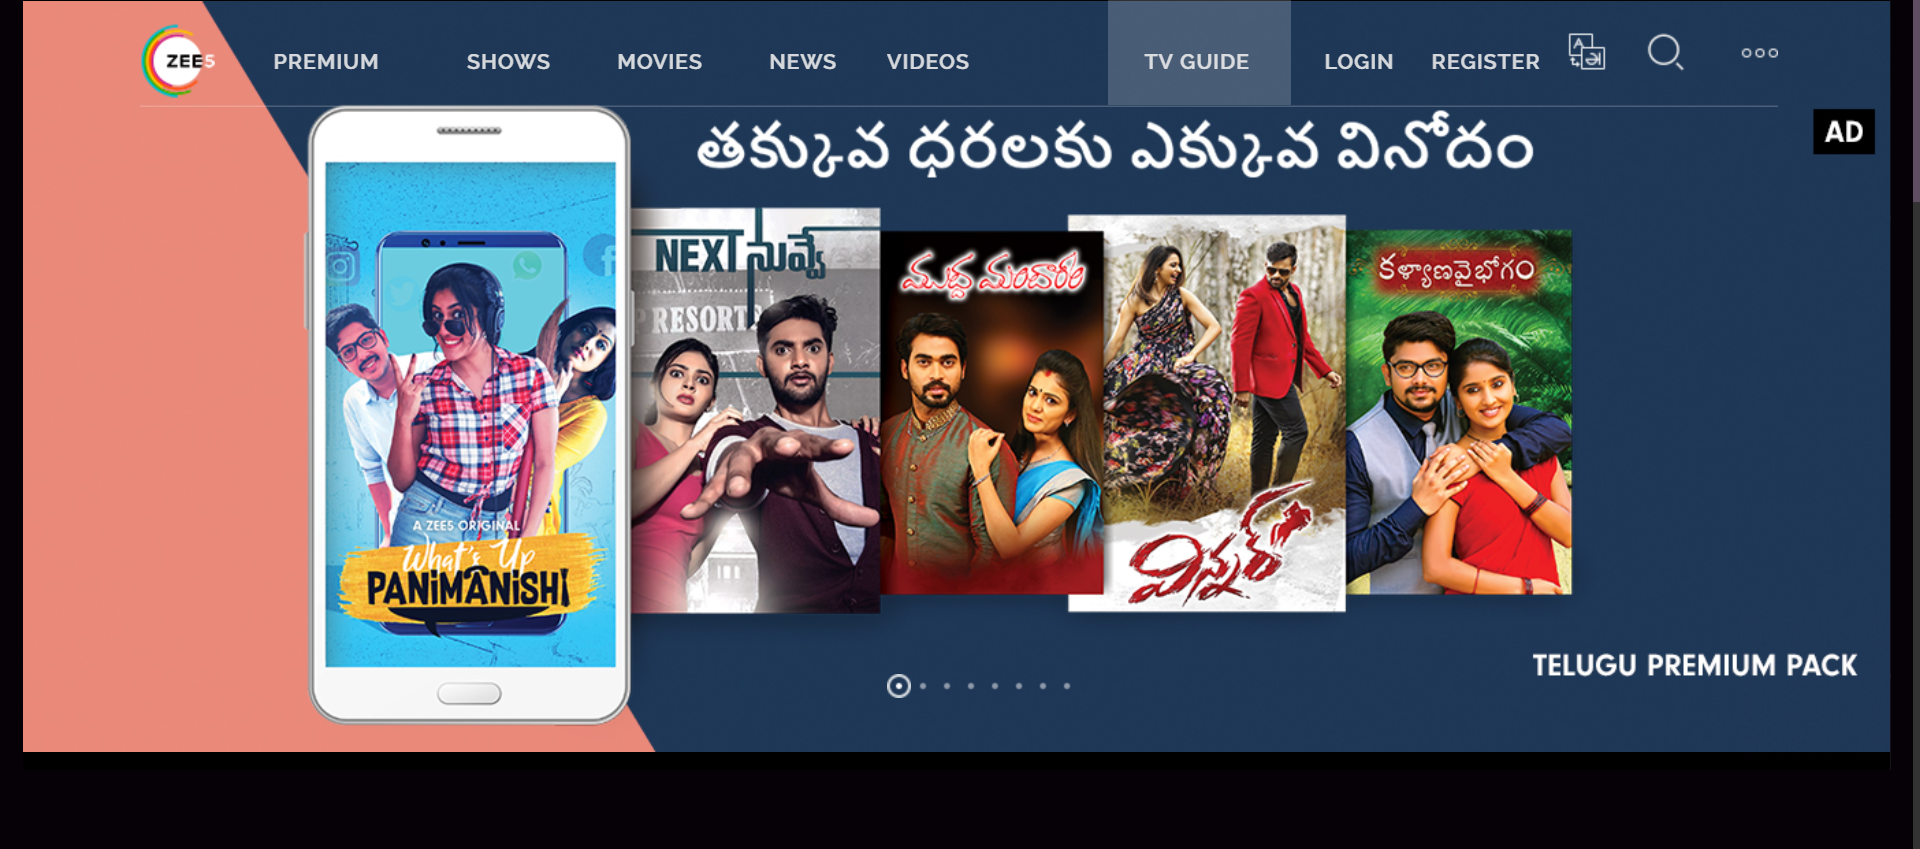 ZEE5
PREMIUM
SHOWS
MOVIES
NEWS
VIDEOS
TV GUIDE
LOGIN
REGISTER
AD
తక్కువ ధరలకు ఎక్కువ వినోదం
A ZEE5 ORIGINAL
What's Up
PANIMANISHI
NEXT నువ్వే
RESORT
ముద్ద మందారం
విన్నర్
కళ్యాణవైభోగం
TELUGU PREMIUM PACK